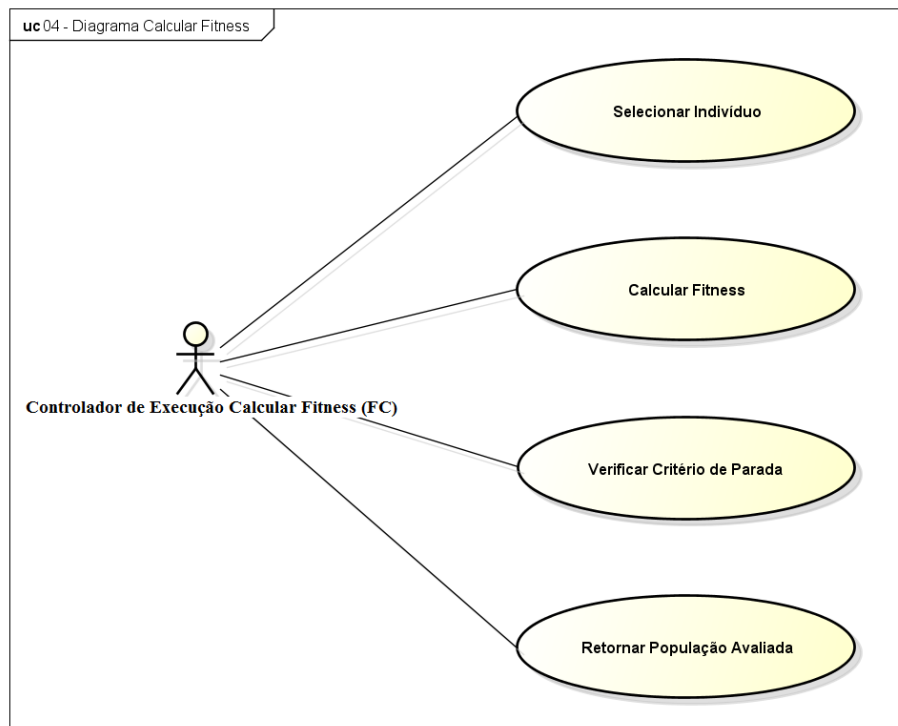 uc 04 - Diagrama Calcular Fitness
Selecionar Indivíduo
Calcular Fitness
Controlador de Execução Calcular Fitness (FC)
Verificar Critério de Parada
Retornar População Avaliada